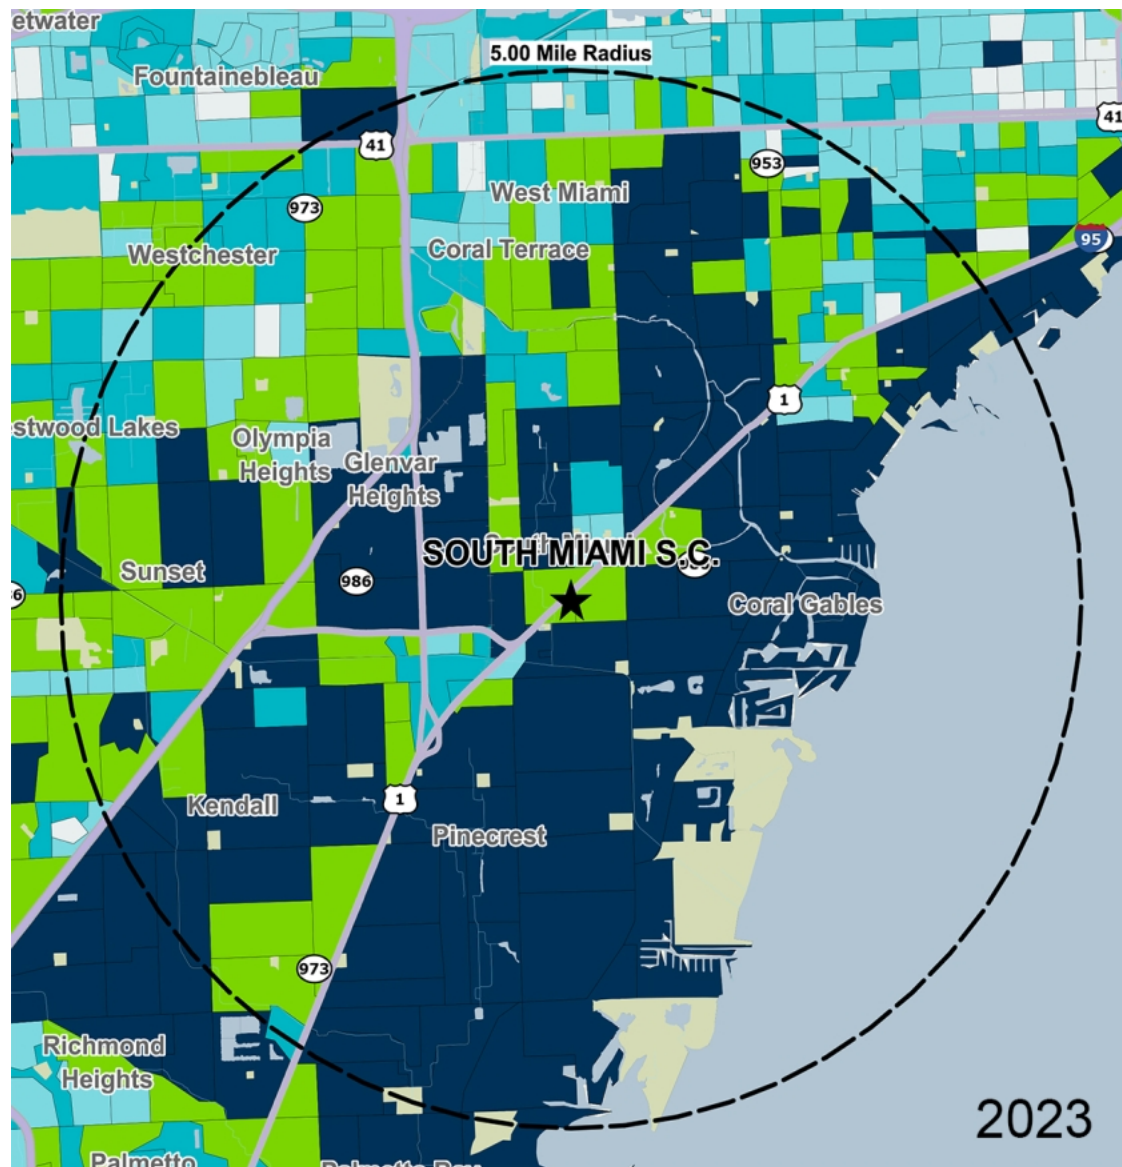 etwater
5.00 Mile Radius
Fountainebleau
41
41
953
West Miami
973
95
Coral Terrace
Westchester
1
estwood Lakes
Olympia
Heights
Glenvar
Heights
SOUTH MIAMI S.C.
Sunset
986
Coral Gables
1
Kendall
Pinecrest
973
Richmond
Heights
2023
Palmetto